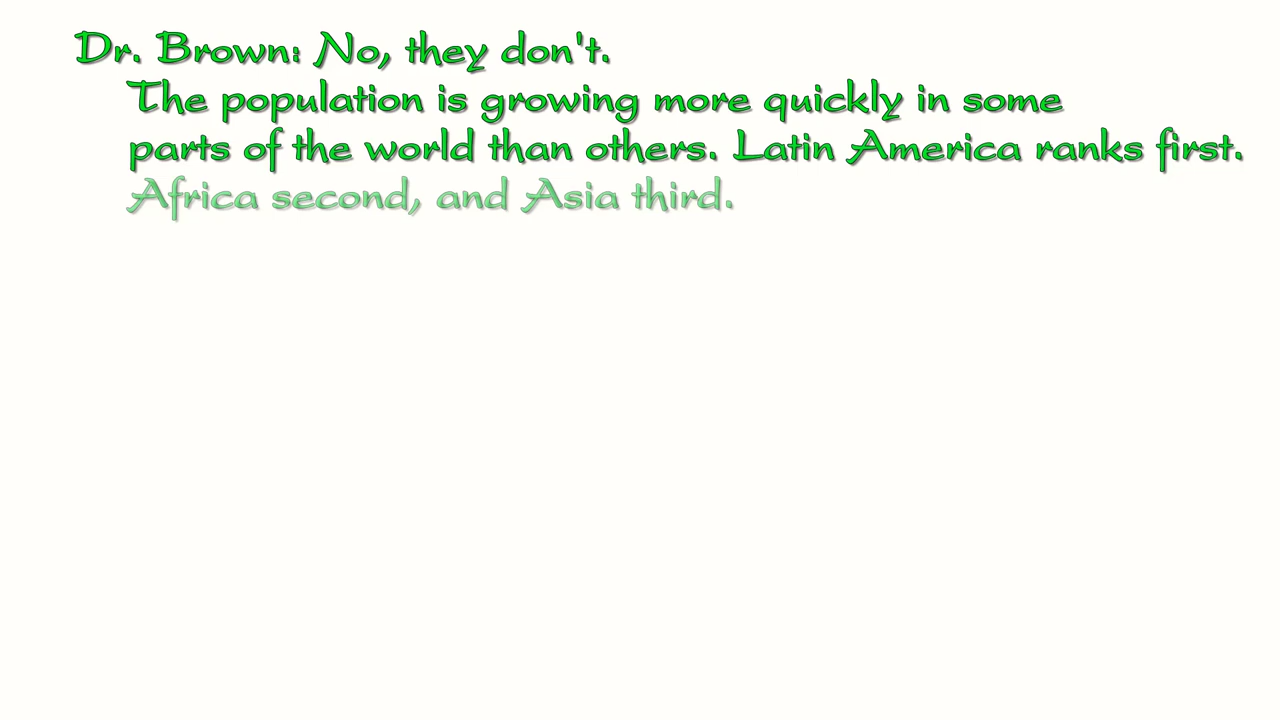 Dr. Brown: No, they don't.
The population is growing more quickly in some
parts of the world than others. Latin America ranks first.
Africa second, and Asia third.